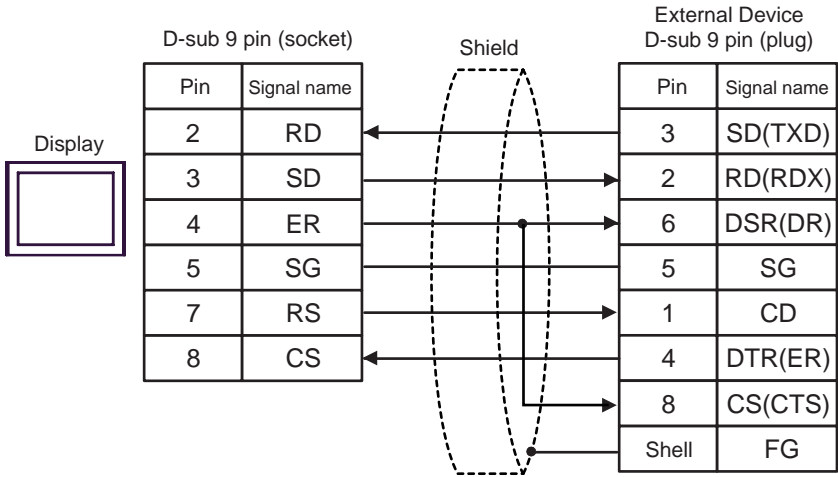 External Device
D-sub 9 pin (socket)
Shield
D-sub 9 pin (plug)
Pin Signal name
Pin Signal name
Display
2 RD
3 SD(TXD)
3 SD
2 RD(RDX)
4 ER
6 DSR(DR)
5 SG
5 SG
7 RS
1 CD
8 CS
4 DTR(ER)
8 CS(CTS)
Shell FG